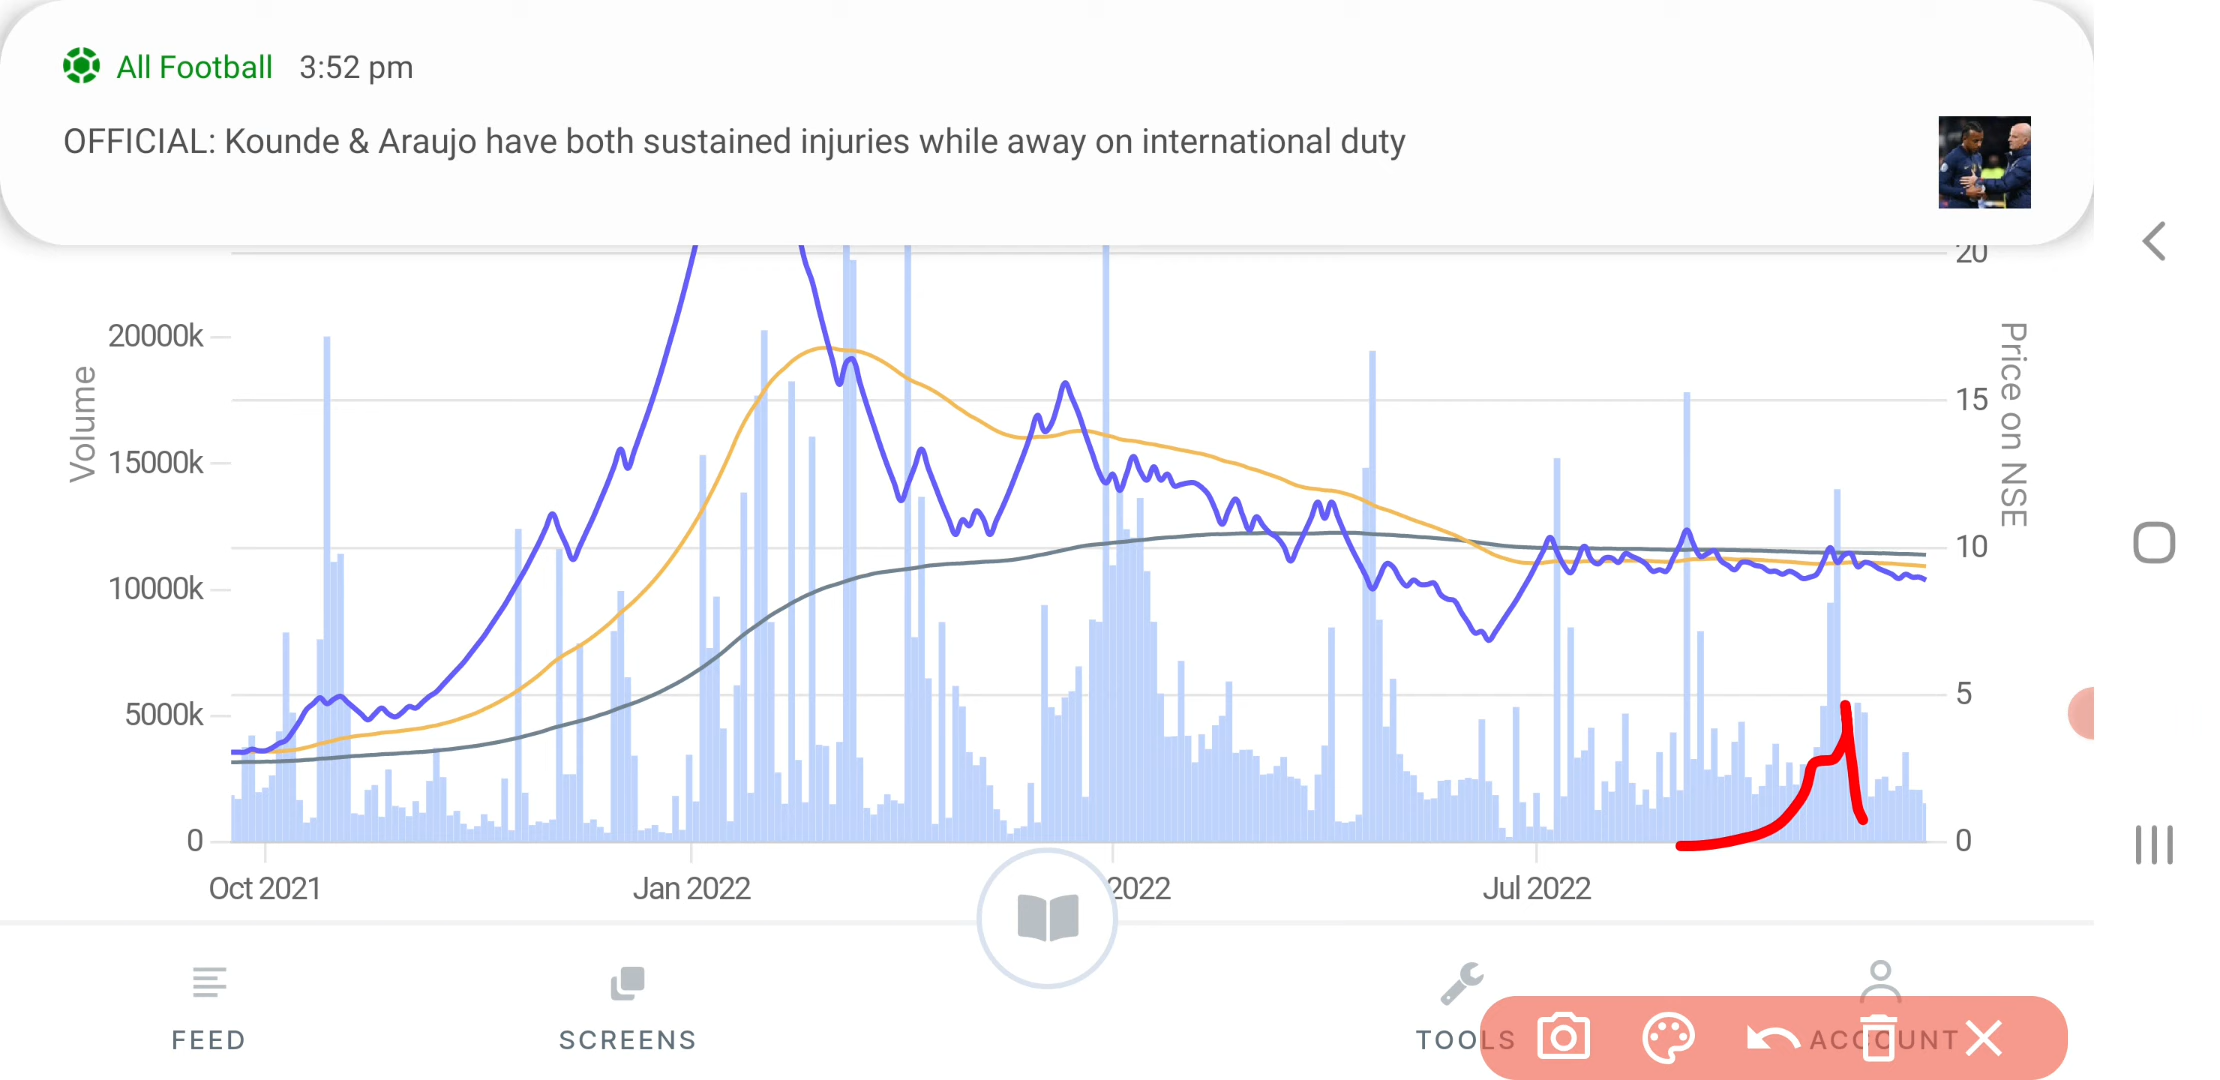 All Football 3:52 pm
OFFICIAL: Kounde & Araujo have both sustained injuries while away on international duty
20
20000k
15
15000k
10
10000k
5
5000k
0
0
Volume
Price on NSE
Oct 2021
Jan 2022
2022
Jul 2022
FEED
SCREENS
TOOLS
ACCOUNT